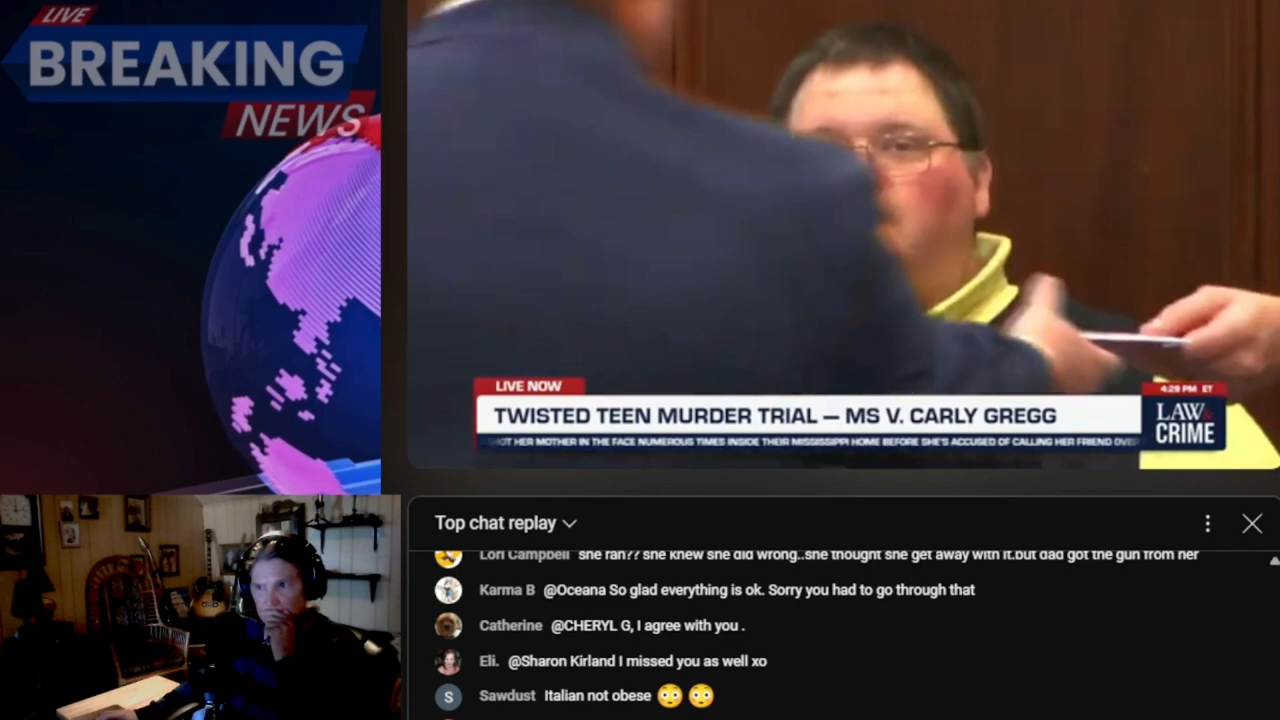 LIVE
BREAKING
NEWS
LIVE NOW
4:29 PM ET
TWISTED TEEN MURDER TRIAL — MS V. CARLY GREGG
LAW&
CRIME
HOT HER MOTHER IN THE FACE NUMEROUS TIMES INSIDE THEIR MISSISSIPPI HOME BEFORE SHE'S ACCUSED OF CALLING HER FRIEND OVER
Top chat replay
Lori Campbell she ran?? she knew she did wrong..she thought she get away with it.but dad got the gun from her
Karma B @Oceana So glad everything is ok. Sorry you had to go through that
Catherine @CHERYL G, I agree with you .
Eli. @Sharon Kirland I missed you as well xo
S Sawdust Italian not obese 😳 😳